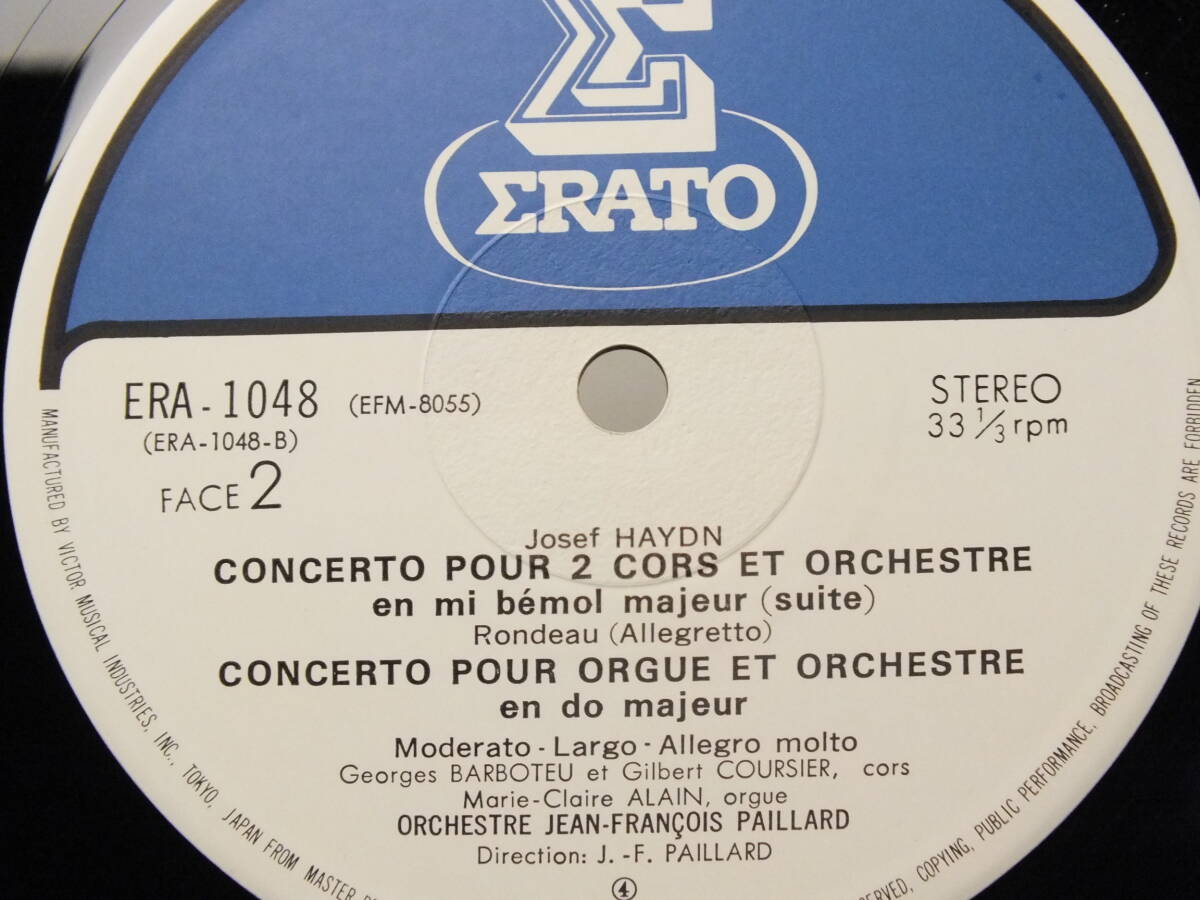 Σ
ΣRATO
ERA-1048 (EFM-8055)
(ERA-1048-B)
FACE 2
STEREO
33 1/3 rpm
Josef HAYDN
CONCERTO POUR 2 CORS ET ORCHESTRE
en mi bémol majeur (suite)
Rondeau (Allegretto)
CONCERTO POUR ORGUE ET ORCHESTRE
en do majeur
Moderato - Largo - Allegro molto
Georges BARBOTEU et Gilbert COURSIER, cors
Marie-Claire ALAIN, orgue
ORCHESTRE JEAN-FRANÇOIS PAILLARD
Direction: J.-F. PAILLARD
④
MANUFACTURED BY VICTOR MUSICAL INDUSTRIES, INC., TOKYO, JAPAN FROM MASTER
COPYING, PUBLIC PERFORMANCE, BROADCASTING OF THESE RECORDS ARE FORBIDDEN